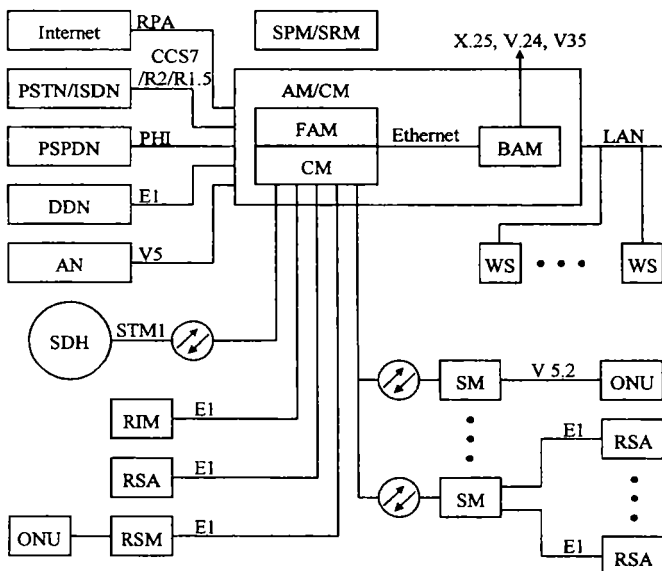 Internet
RPA
SPM/SRM
X.25, V.24, V35
CCS7
/R2/R1.5
PSTN/ISDN
AM/CM
FAM
Ethernet
BAM
LAN
PSPDN
PHI
CM
DDN
E1
AN
V5
WS
WS
SDH
STM1
SM
V 5.2
ONU
RIM
E1
RSA
E1
SM
E1
RSA
ONU
RSM
E1
E1
RSA